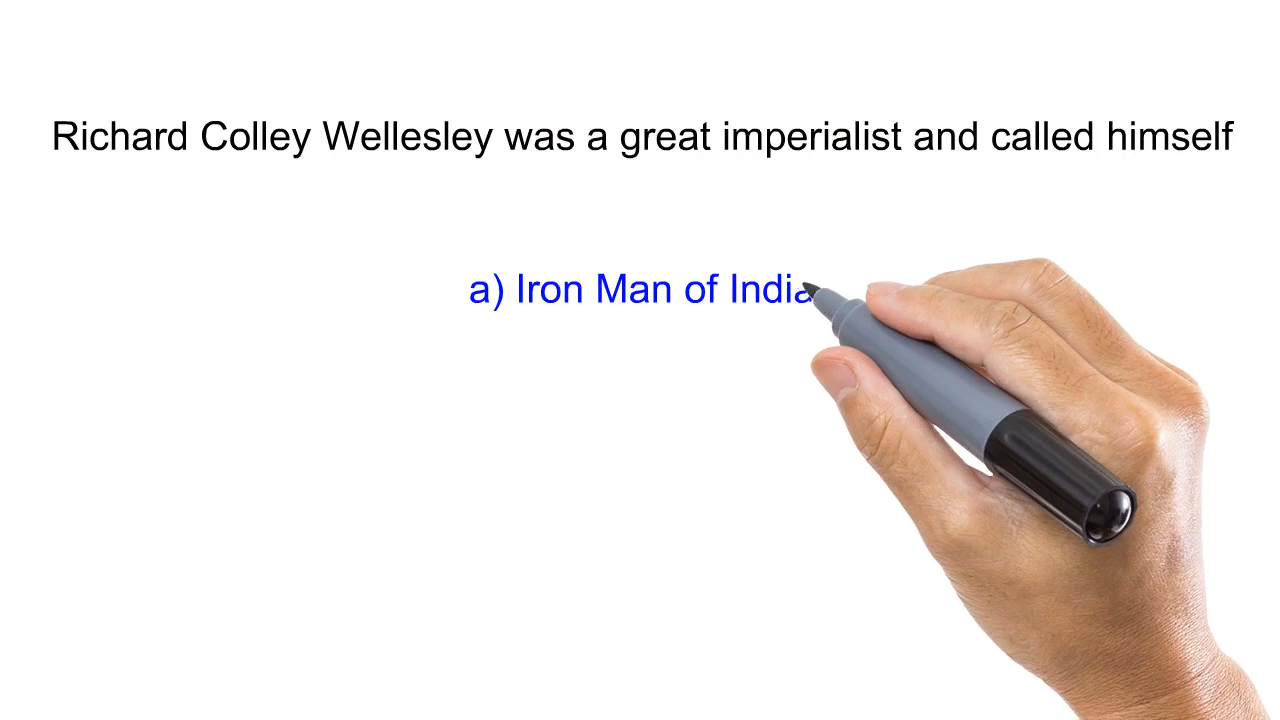 Richard Colley Wellesley was a great imperialist and called himself
a) Iron Man of India